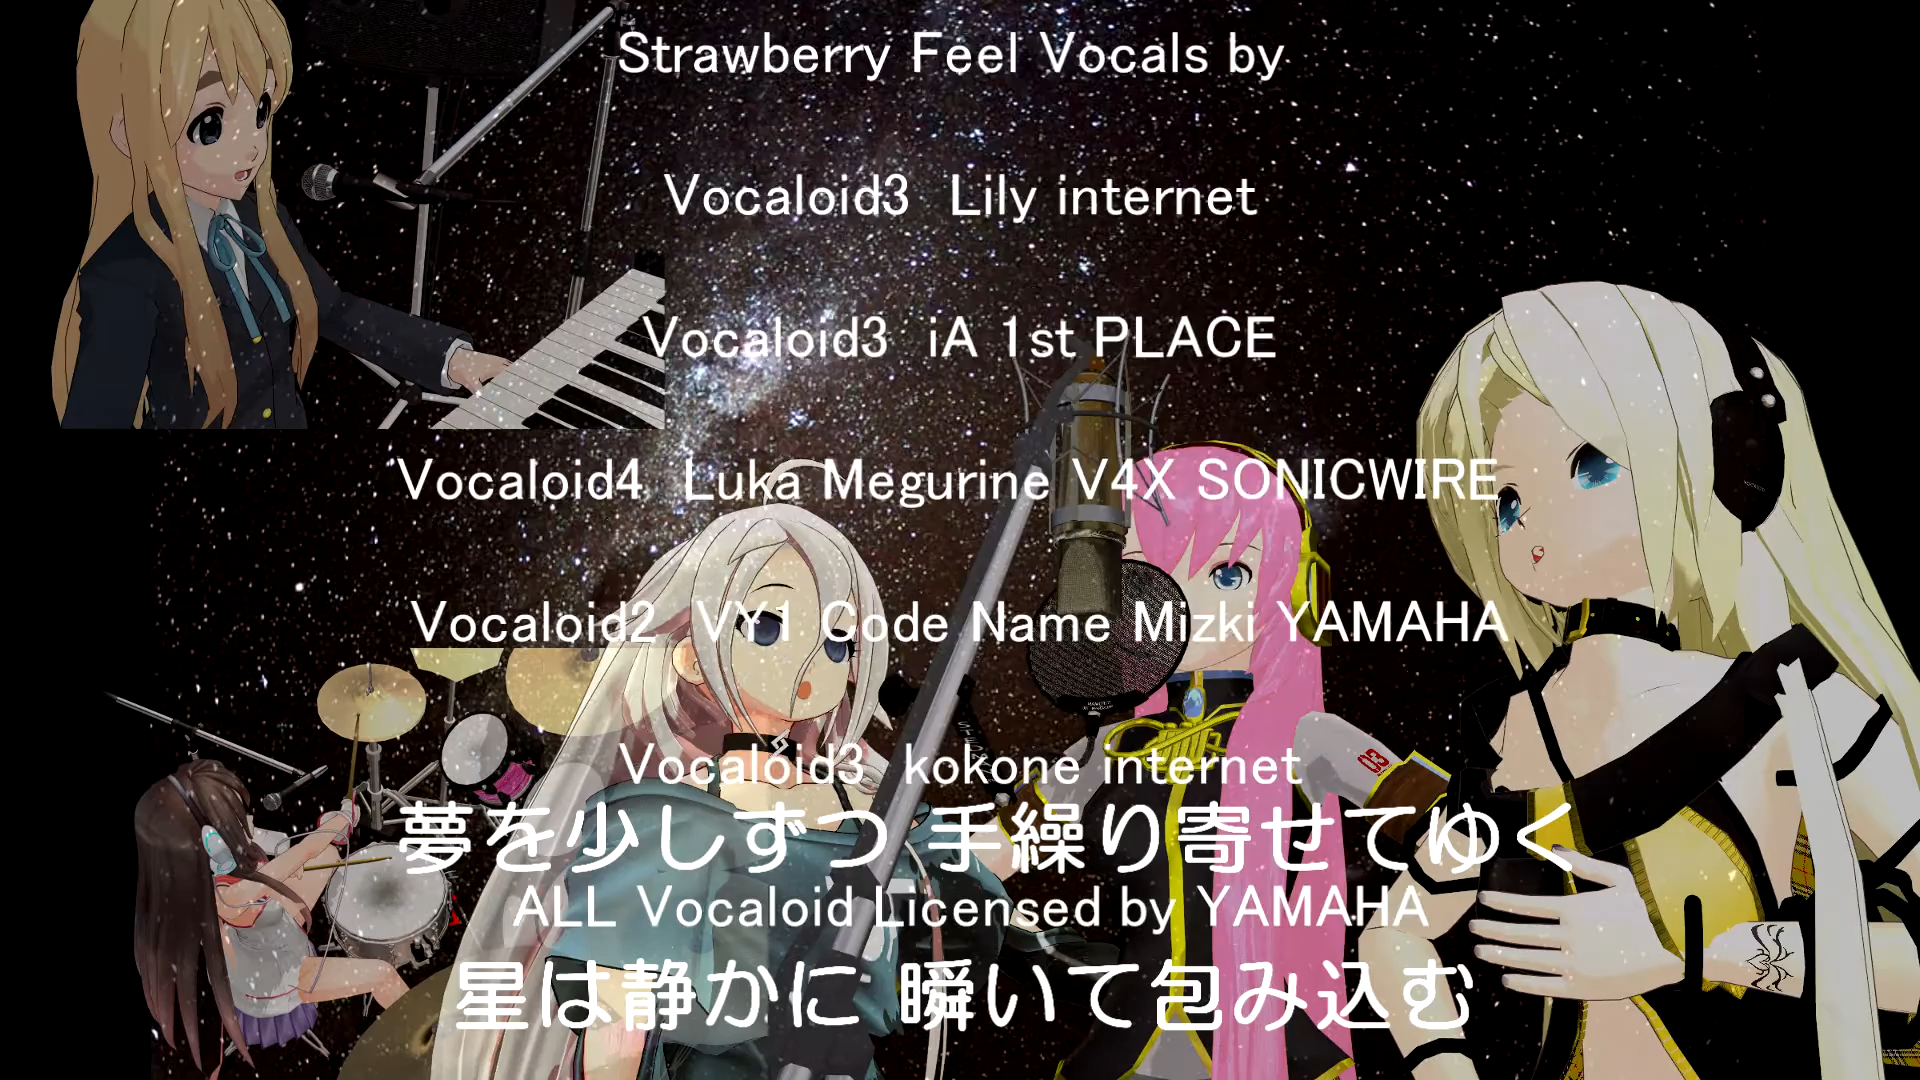 Strawberry Feel Vocals by
Vocaloid3 Lily internet
Vocaloid3 iA 1st PLACE
Vocaloid4 Luka Megurine V4X SONICWIRE
Vocaloid2 VY1 Code Name Mizki YAMAHA
Vocaloid3 kokone internet
夢を少しずつ 手繰り寄せてゆく
ALL Vocaloid Licensed by YAMAHA
星は静かに 瞬いて包み込む
03